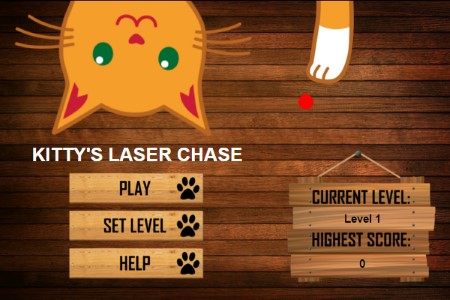 KITTY'S LASER CHASE
PLAY
SET LEVEL
HELP
CURRENT LEVEL:
Level 1
HIGHEST SCORE:
0